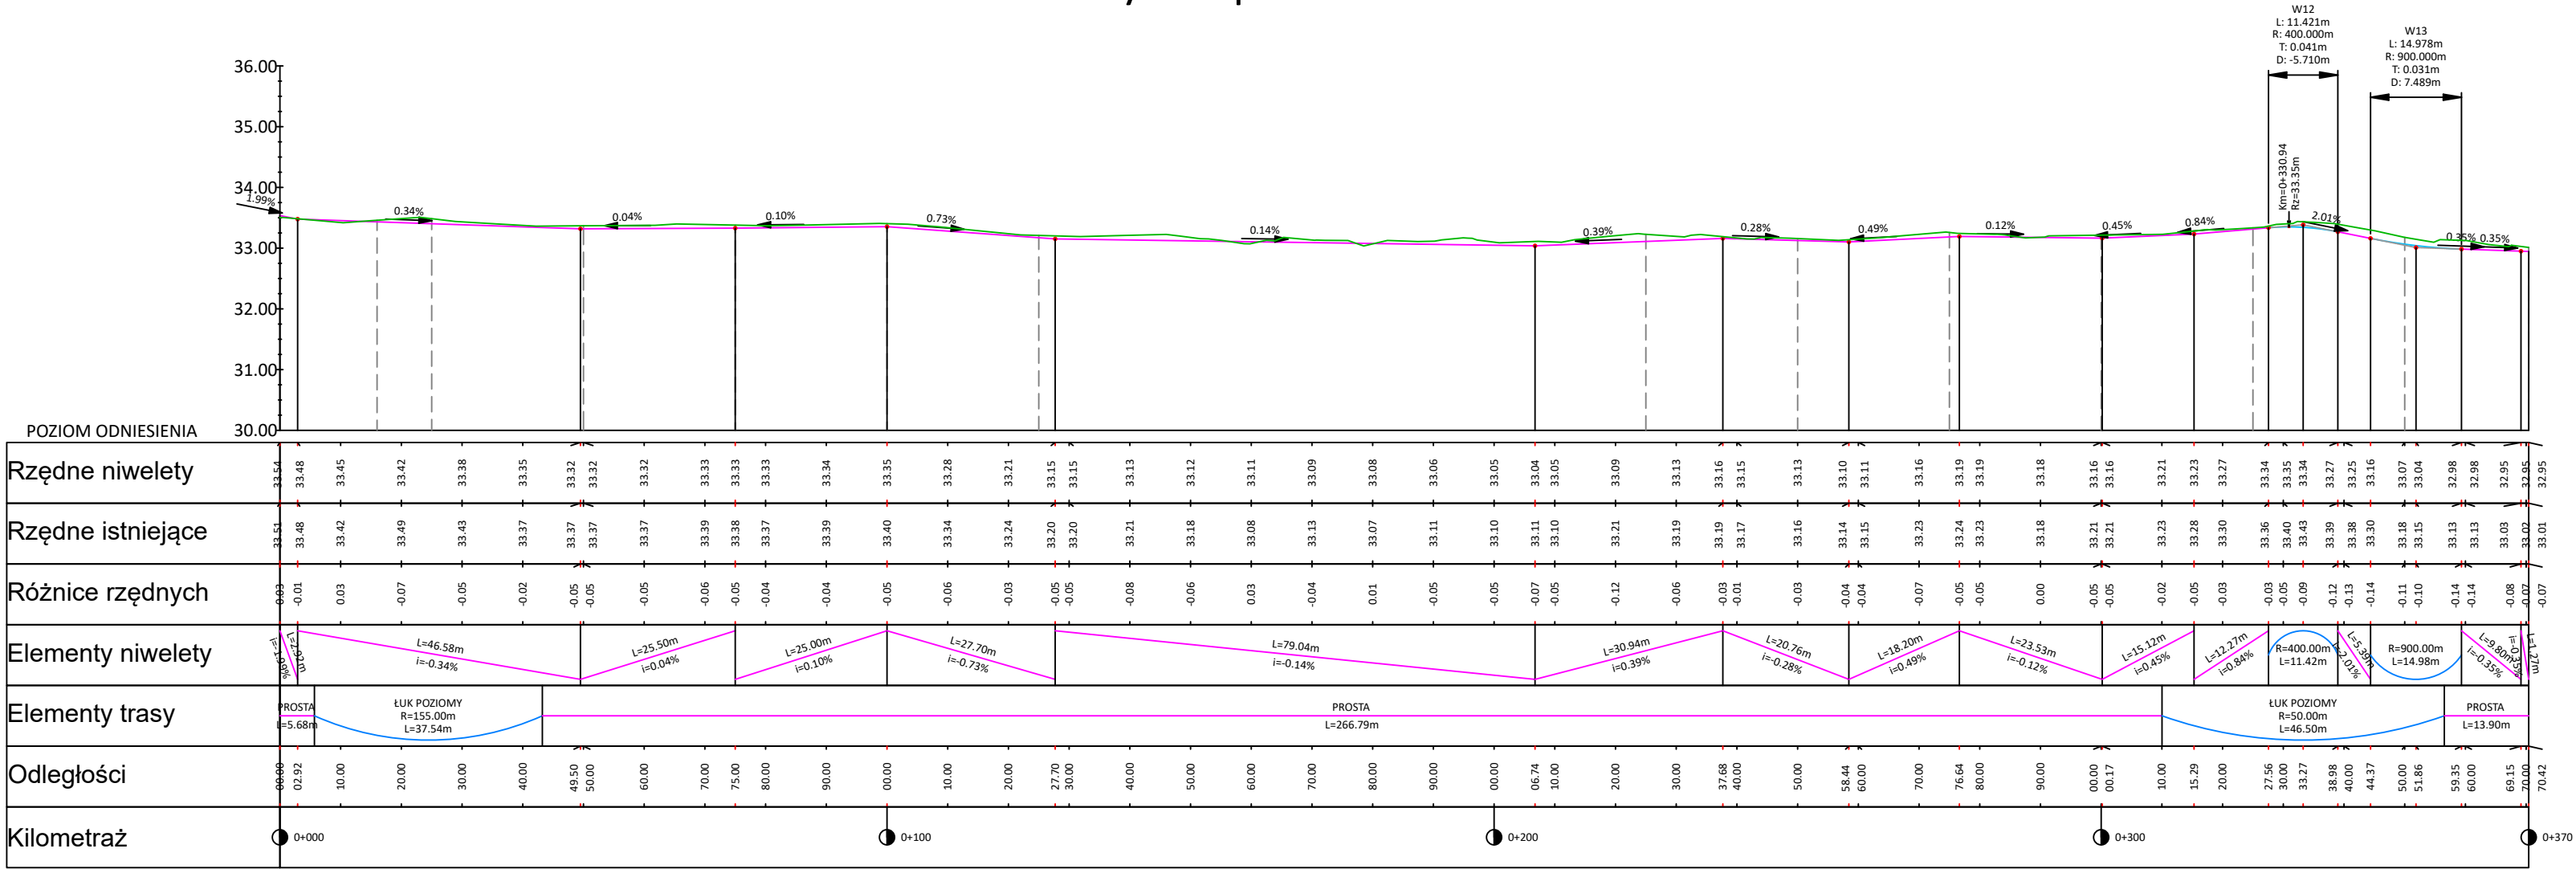 W12
L: 11.421m
R: 400.000m
T: 0.041m
D: -5.710m
W13
L: 14.978m
R: 900.000m
T: 0.031m
D: 7.489m
36.00
35.00
34.00
33.00
32.00
31.00
30.00
1.99%
0.34%
0.04%
0.10%
0.73%
0.14%
0.39%
0.28%
0.49%
0.12%
0.45%
0.84%
Km=0+330.94
Rz=33.35m
2.01%
0.35%
0.35%
POZIOM ODNIESIENIA
Rzędne niwelety
33.54 33.48 33.45 33.42 33.38 33.35 33.32 33.32 33.32 33.33 33.33 33.33 33.34 33.35 33.28 33.21 33.15 33.15 33.13 33.12 33.11 33.09 33.08 33.06 33.05 33.04 33.05 33.09 33.13 33.16 33.15 33.13 33.10 33.11 33.16 33.19 33.19 33.18 33.16 33.16 33.21 33.23 33.27 33.34 33.35 33.34 33.27 33.25 33.16 33.07 33.04 32.98 32.98 32.95 32.95 32.95
Rzędne istniejące
33.51 33.48 33.42 33.49 33.43 33.37 33.37 33.37 33.37 33.39 33.38 33.37 33.39 33.40 33.34 33.24 33.20 33.20 33.21 33.18 33.08 33.13 33.07 33.11 33.10 33.11 33.10 33.21 33.19 33.19 33.17 33.16 33.14 33.15 33.23 33.24 33.23 33.18 33.21 33.21 33.23 33.28 33.30 33.36 33.40 33.43 33.39 33.38 33.30 33.18 33.15 33.13 33.13 33.03 33.02 33.01
Różnice rzędnych
0.03 -0.01 0.03 -0.07 -0.05 -0.02 -0.05 -0.05 -0.05 -0.06 -0.05 -0.04 -0.04 -0.05 -0.06 -0.03 -0.05 -0.05 -0.08 -0.06 0.03 -0.04 0.01 -0.05 -0.05 -0.07 -0.05 -0.12 -0.06 -0.03 -0.01 -0.03 -0.04 -0.04 -0.07 -0.05 -0.05 0.00 -0.05 -0.05 -0.02 -0.05 -0.03 -0.03 -0.05 -0.09 -0.12 -0.13 -0.14 -0.11 -0.10 -0.14 -0.14 -0.08 -0.07 -0.07
Elementy niwelety
L=2.92m
i=-1.99%
L=46.58m
i=-0.34%
L=25.50m
i=0.04%
L=25.00m
i=0.10%
L=27.70m
i=-0.73%
L=79.04m
i=-0.14%
L=30.94m
i=0.39%
L=20.76m
i=-0.28%
L=18.20m
i=0.49%
L=23.53m
i=-0.12%
L=15.12m
i=0.45%
L=12.27m
i=0.84%
R=400.00m
L=11.42m
L=5.39m
i=-2.01%
R=900.00m
L=14.98m
L=9.80m
i=-0.35%
L=1.27m
i=-0.35%
Elementy trasy
PROSTA
L=5.68m
ŁUK POZIOMY
R=155.00m
L=37.54m
PROSTA
L=266.79m
ŁUK POZIOMY
R=50.00m
L=46.50m
PROSTA
L=13.90m
Odległości
00.00 02.92 10.00 20.00 30.00 40.00 49.50 50.00 60.00 70.00 75.00 80.00 90.00 00.00 10.00 20.00 27.70 30.00 40.00 50.00 60.00 70.00 80.00 90.00 00.00 06.74 10.00 20.00 30.00 37.68 40.00 50.00 58.44 60.00 70.00 76.64 80.00 90.00 00.00 00.17 10.00 15.29 20.00 27.56 30.00 33.27 38.98 40.00 44.37 50.00 51.86 59.35 60.00 69.15 70.00 70.42
Kilometraż
0+000
0+100
0+200
0+300
0+370